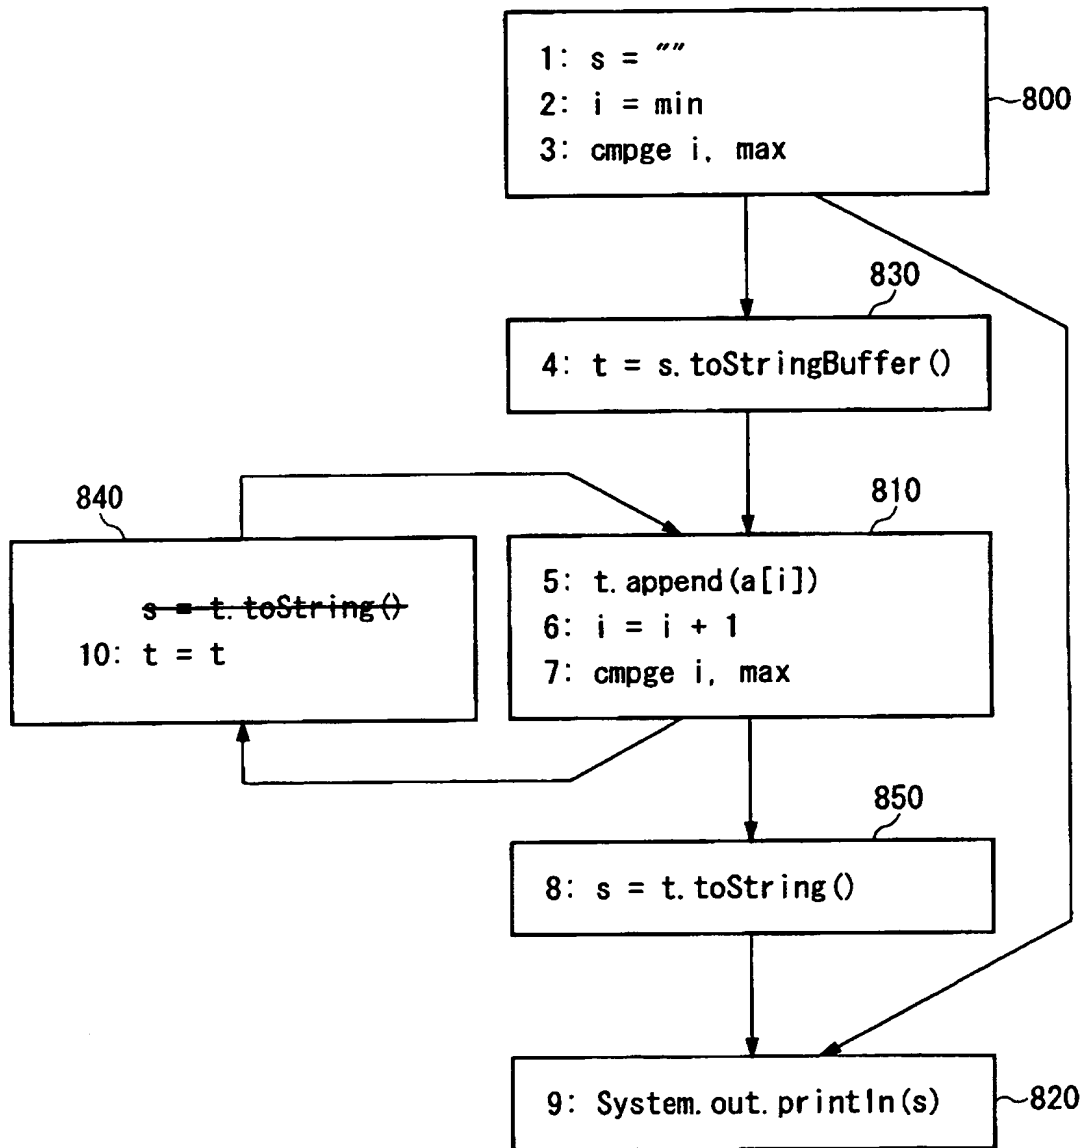 1: s = ""
2: i = min
3: cmpge i, max
800
830
4: t = s.toStringBuffer()
840
s = t.toString()
10: t = t
810
5: t.append(a[i])
6: i = i + 1
7: cmpge i, max
850
8: s = t.toString()
9: System.out.println(s)
820